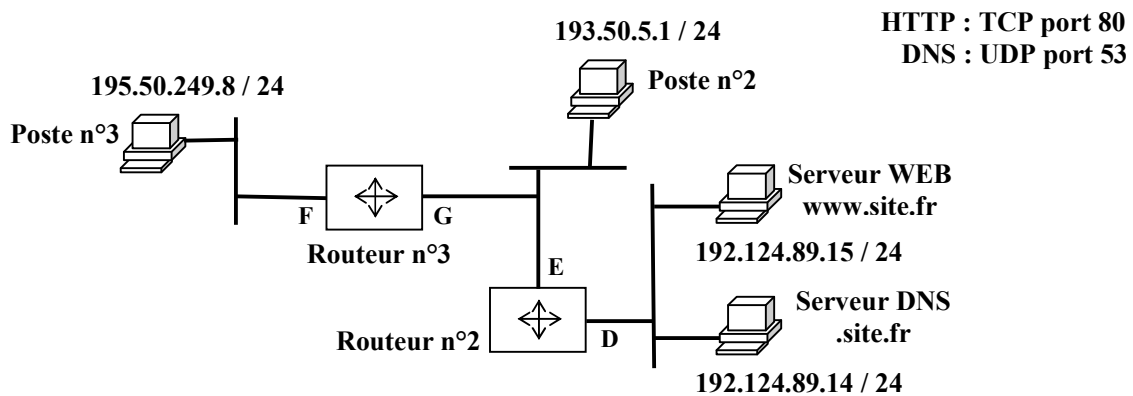 HTTP : TCP port 80
DNS : UDP port 53
193.50.5.1 / 24
Poste n°2
195.50.249.8 / 24
Poste n°3
F
G
Routeur n°3
Serveur WEB
www.site.fr
192.124.89.15 / 24
E
Routeur n°2
D
Serveur DNS
.site.fr
192.124.89.14 / 24